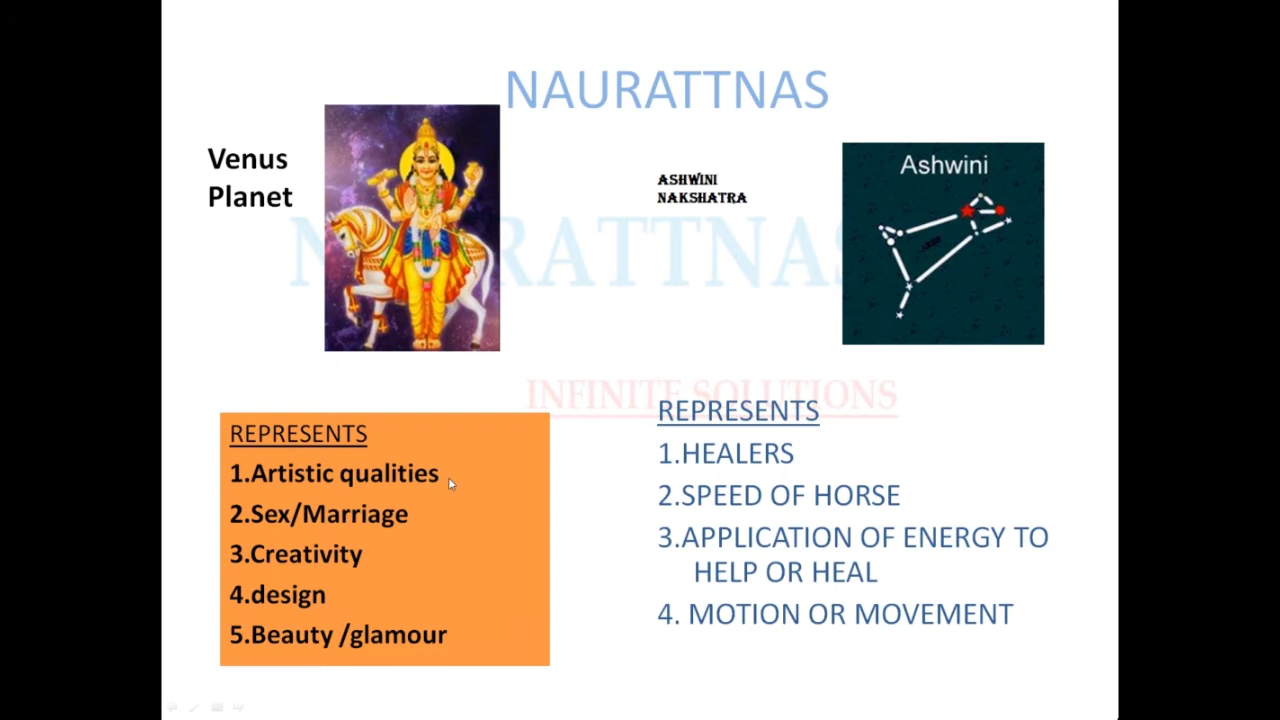 NAURATTNAS
Venus
Planet
ASHWINI
NAKSHATRA
Ashwini
NAURATTNAS
INFINITE SOLUTIONS
REPRESENTS
1.Artistic qualities
2.Sex/Marriage
3.Creativity
4.design
5.Beauty /glamour
REPRESENTS
1.HEALERS
2.SPEED OF HORSE
3.APPLICATION OF ENERGY TO
HELP OR HEAL
4. MOTION OR MOVEMENT